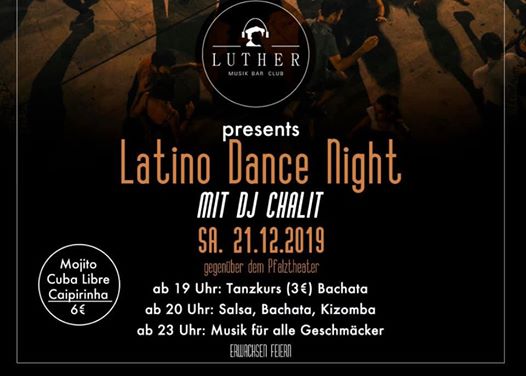 LUTHER
MUSIK BAR CLUB
presents
Latino Dance Night
MIT DJ CHALIT
SA. 21.12.2019
gegenüber dem Pfalztheater
Mojito
Cuba Libre
Caipirinha
6€
ab 19 Uhr: Tanzkurs (3€) Bachata
ab 20 Uhr: Salsa, Bachata, Kizomba
ab 23 Uhr: Musik für alle Geschmäcker
ERWACHSEN FEIERN